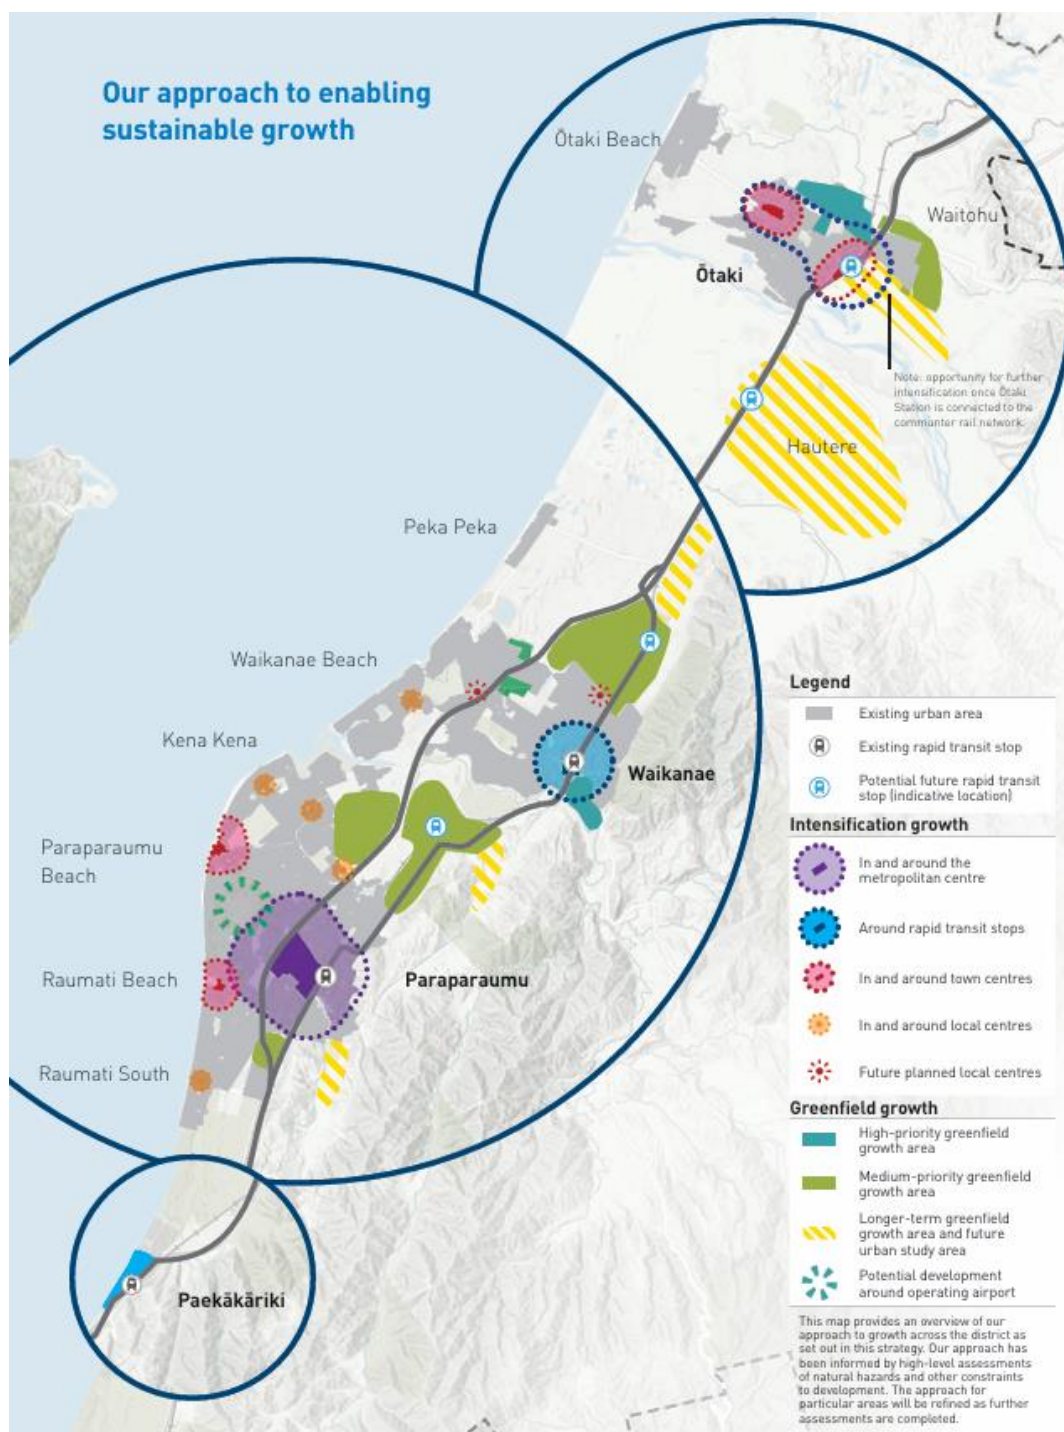 Our approach to enabling
sustainable growth
Ōtaki Beach
Waitohu
Ōtaki
Note: opportunity for further
intensification once Ōtaki
Station is connected to the
communter rail network.
Hautere
Peka Peka
Waikanae Beach
Kena Kena
Waikanae
Paraparaumu
Beach
Raumati Beach
Paraparaumu
Raumati South
Paekākāriki
Legend
Existing urban area
Existing rapid transit stop
Potential future rapid transit
stop (indicative location)
Intensification growth
In and around the
metropolitan centre
Around rapid transit stops
In and around town centres
In and around local centres
Future planned local centres
Greenfield growth
High-priority greenfield
growth area
Medium-priority greenfield
growth area
Longer-term greenfield
growth area and future
urban study area
Potential development
around operating airport
This map provides an overview of our
approach to growth across the district as
set out in this strategy. Our approach has
been informed by high-level assessments
of natural hazards and other constraints
to development. The approach for
particular areas will be refined as further
assessments are completed.